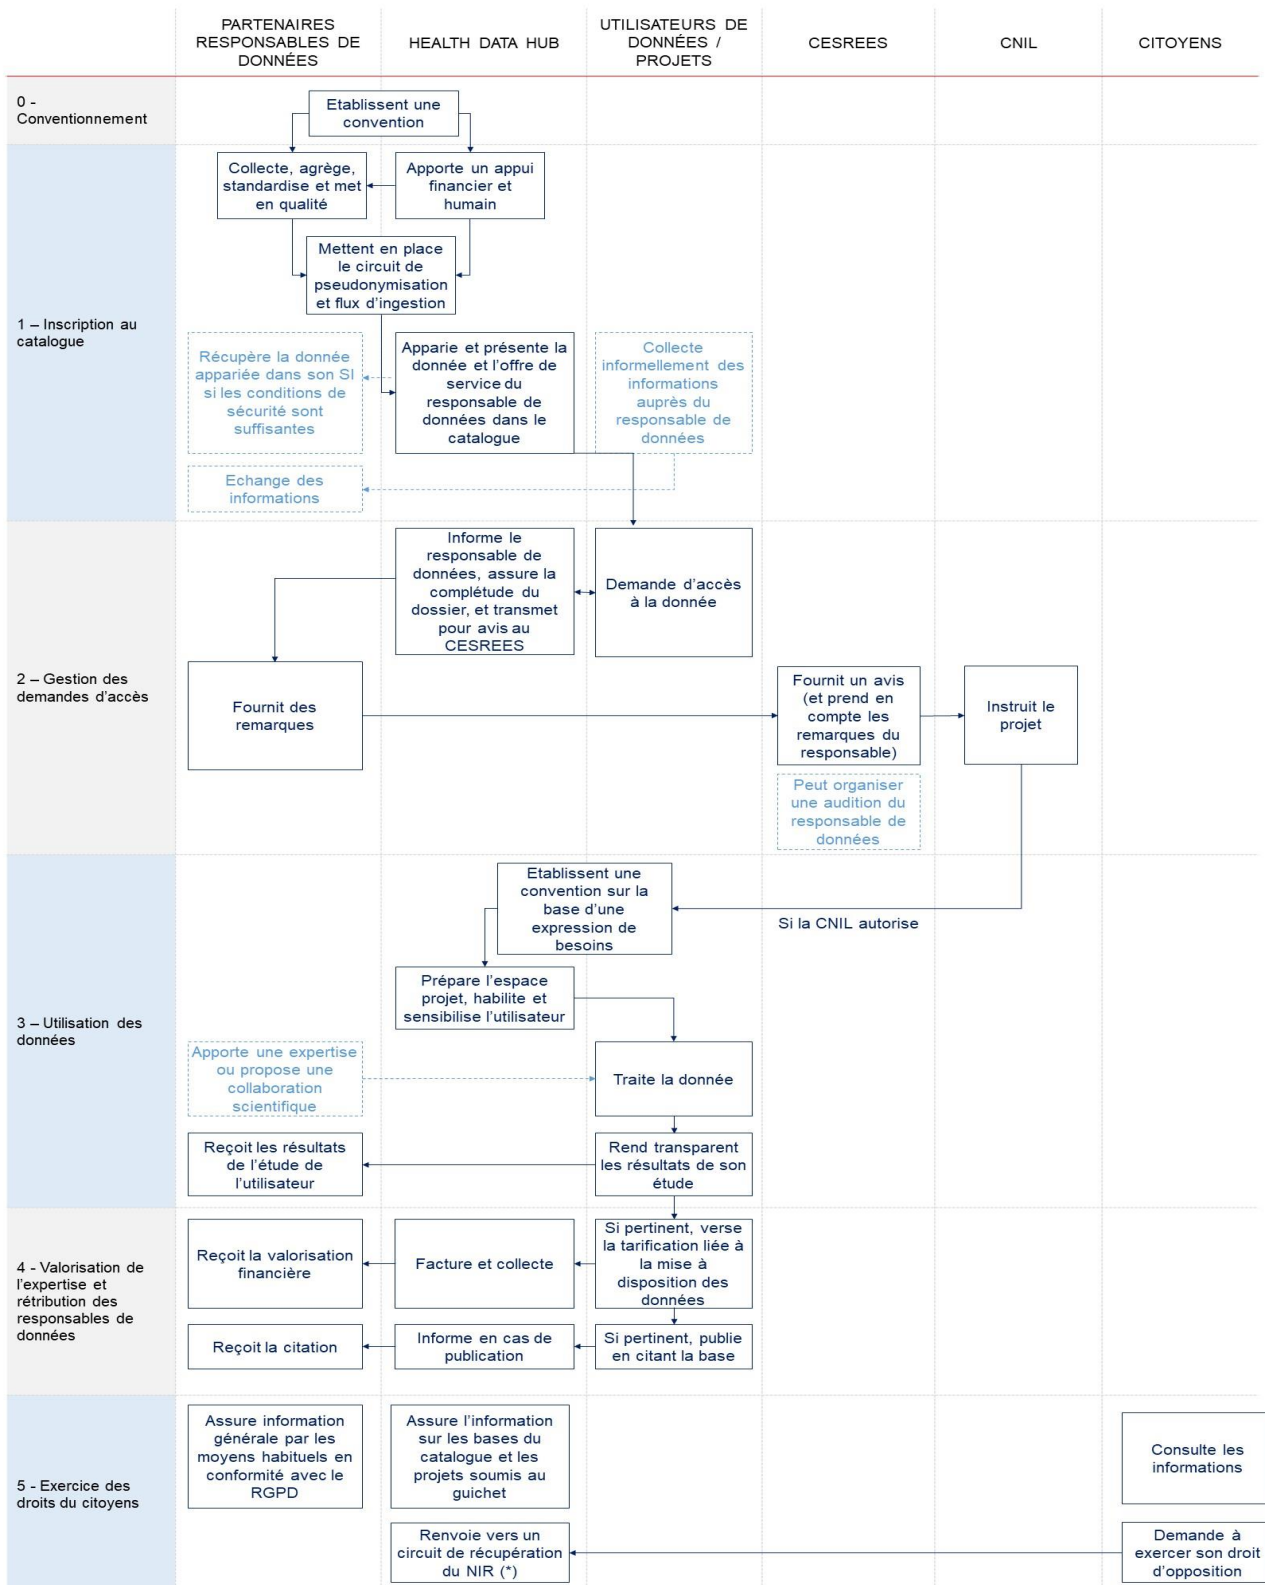 PARTENAIRES
RESPONSABLES DE
DONNÉES
HEALTH DATA HUB
UTILISATEURS DE
DONNÉES /
PROJETS
CESREES
CNIL
CITOYENS
0 -
Conventionnement
Etablissent une
convention
1 – Inscription au
catalogue
Collecte, agrège,
standardise et met
en qualité
Apporte un appui
financier et
humain
Mettent en place
le circuit de
pseudonymisation
et flux d'ingestion
Récupère la donnée
appariée dans son SI
si les conditions de
sécurité sont
suffisantes
Apparie et présente la
donnée et l'offre de
service du
responsable de
données dans le
catalogue
Collecte
informellement des
informations
auprès du
responsable de
données
Echange des
informations
2 – Gestion des
demandes d'accès
Informe le
responsable de
données, assure la
complétude du
dossier, et transmet
pour avis au
CESREES
Demande d'accès
à la donnée
Fournit des
remarques
Fournit un avis
(et prend en
compte les
remarques du
responsable)
Instruit le
projet
Peut organiser
une audition du
responsable de
données
3 – Utilisation des
données
Etablissent une
convention sur la
base d'une
expression de
besoins
Si la CNIL autorise
Prépare l'espace
projet, habilite et
sensibilise l'utilisateur
Apporte une expertise
ou propose une
collaboration
scientifique
Traite la donnée
Reçoit les résultats
de l'étude de
l'utilisateur
Rend transparent
les résultats de son
étude
4 - Valorisation de
l'expertise et
rétribution des
responsables de
données
Reçoit la valorisation
financière
Facture et collecte
Si pertinent, verse
la tarification liée à
la mise à
disposition des
données
Reçoit la citation
Informe en cas de
publication
Si pertinent, publie
en citant la base
5 - Exercice des
droits du citoyens
Assure information
générale par les
moyens habituels en
conformité avec le
RGPD
Assure l'information
sur les bases du
catalogue et les
projets soumis au
guichet
Consulte les
informations
Renvoie vers un
circuit de récupération
du NIR (*)
Demande à
exercer son droit
d'opposition